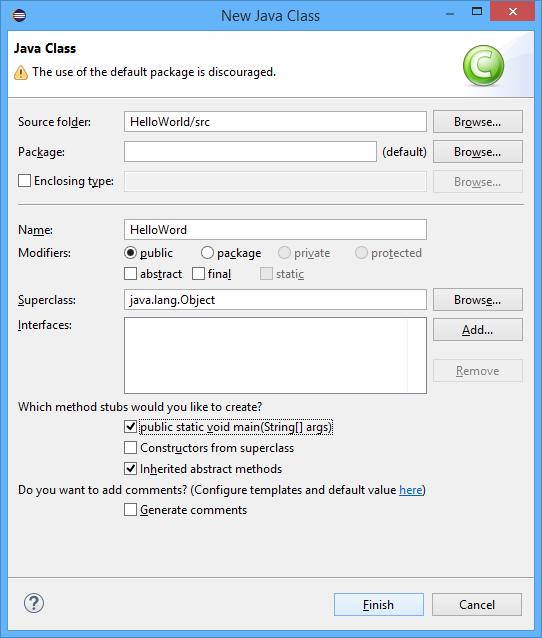 New Java Class
Java Class
The use of the default package is discouraged.
C
Source folder: HelloWorld/src Browse...
Package: (default) Browse...
Enclosing type: Browse...
Name: HelloWord
Modifiers: public package private protected
abstract final static
Superclass: java.lang.Object Browse...
Interfaces: Add...
Remove
Which method stubs would you like to create?
public static void main(String[] args)
Constructors from superclass
Inherited abstract methods
Do you want to add comments? (Configure templates and default value here)
Generate comments
? Finish Cancel